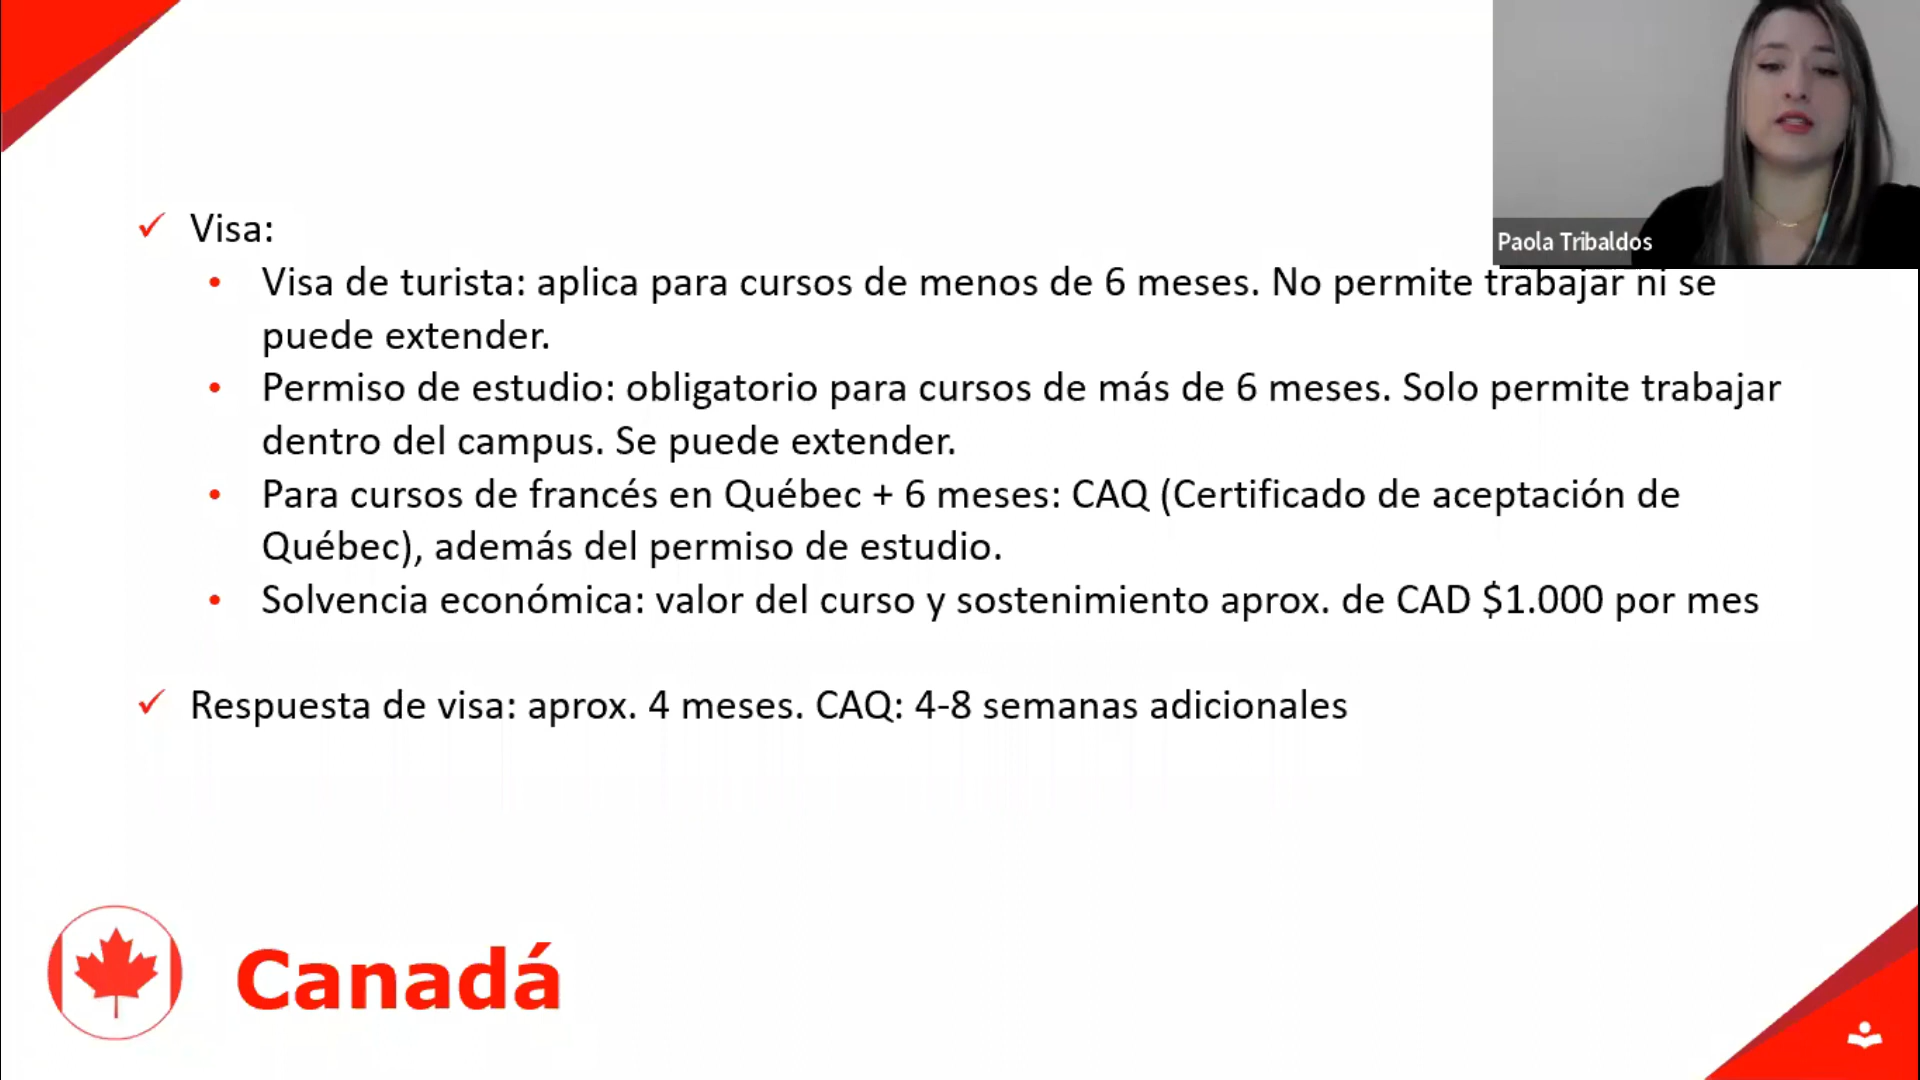 Paola Tribaldos
Visa:
Visa de turista: aplica para cursos de menos de 6 meses. No permite trabajar ni se
puede extender.
Permiso de estudio: obligatorio para cursos de más de 6 meses. Solo permite trabajar
dentro del campus. Se puede extender.
Para cursos de francés en Québec + 6 meses: CAQ (Certificado de aceptación de
Québec), además del permiso de estudio.
Solvencia económica: valor del curso y sostenimiento aprox. de CAD $1.000 por mes
Respuesta de visa: aprox. 4 meses. CAQ: 4-8 semanas adicionales
Canadá